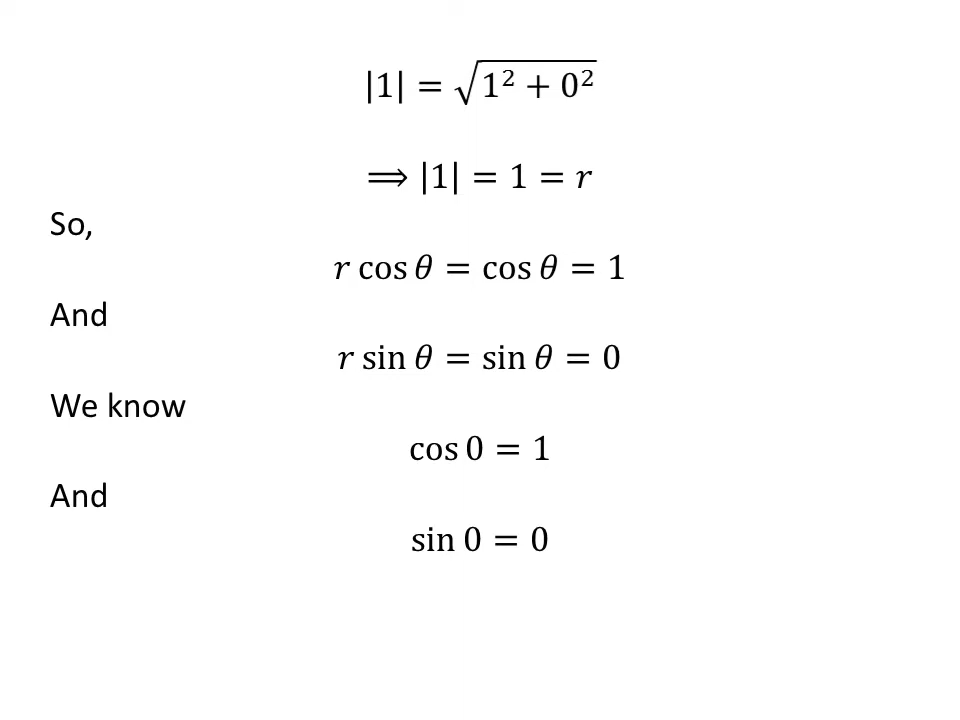 |1| = √(1² + 0²)
⟹ |1| = 1 = r
So,
r cos θ = cos θ = 1
And
r sin θ = sin θ = 0
We know
cos 0 = 1
And
sin 0 = 0